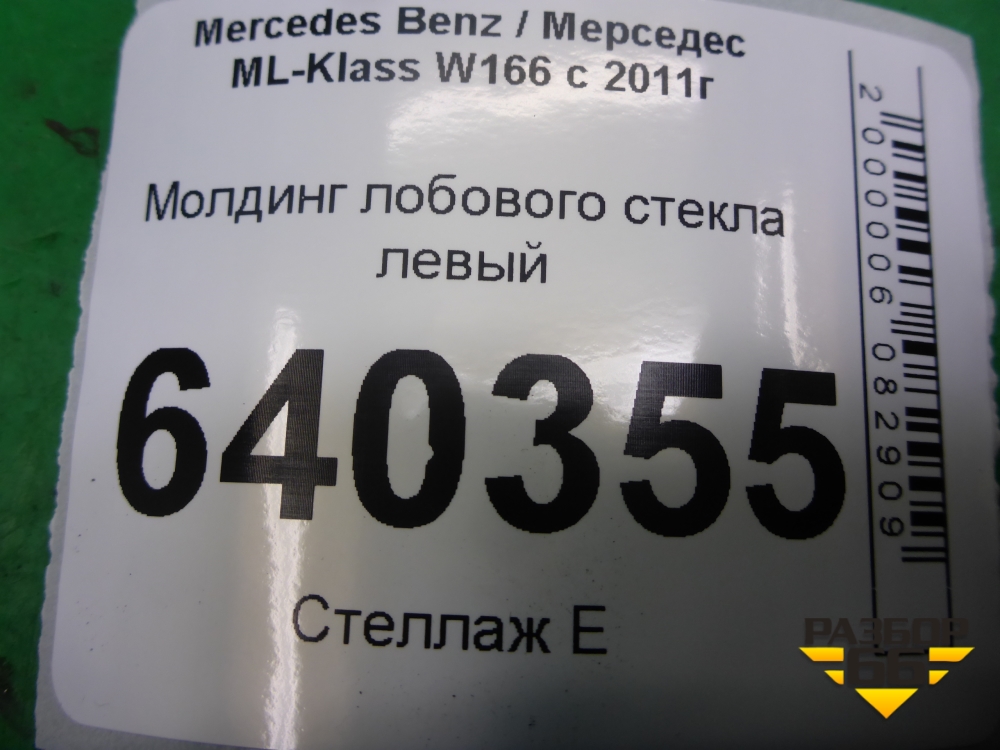 Mercedes Benz / Мерседес
ML-Klass W166 с 2011г
Молдинг лобового стекла
левый
640355
Стеллаж Е
2000006082909
РАЗБОР
66